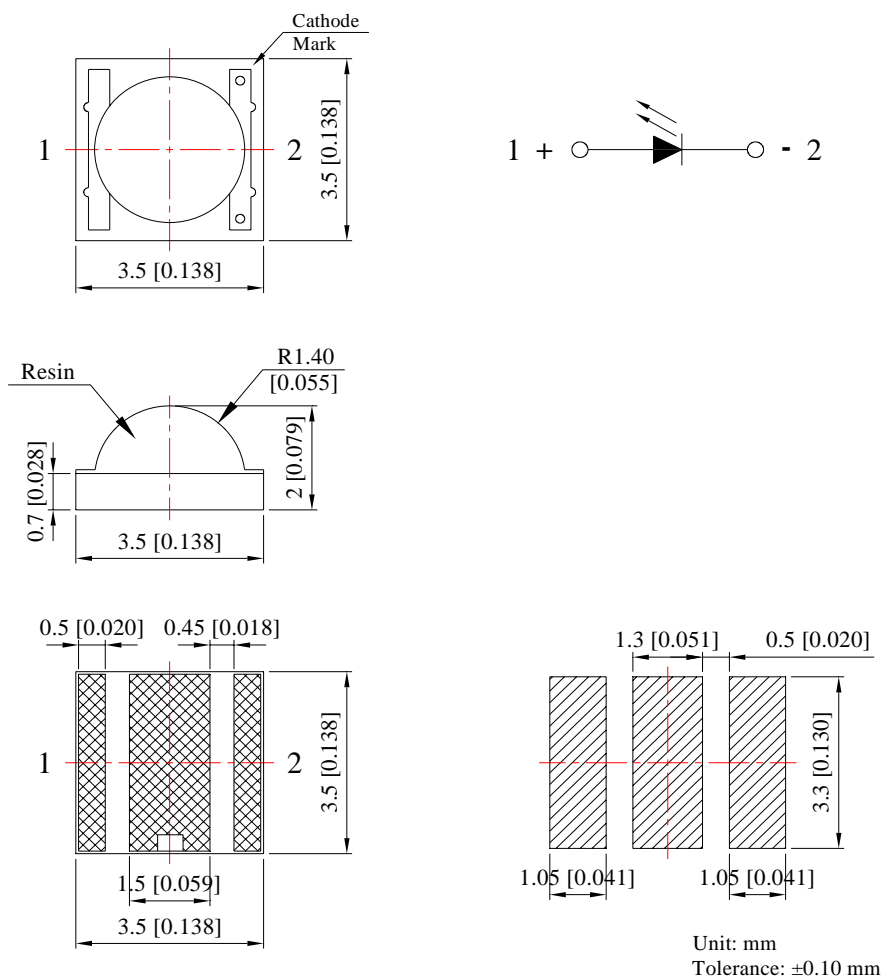 Cathode
Mark
1
2
3.5 [0.138]
3.5 [0.138]
1 + - 2
Resin
R1.40
[0.055]
0.7 [0.028]
2 [0.079]
3.5 [0.138]
0.5 [0.020]
0.45 [0.018]
1
2
3.5 [0.138]
1.5 [0.059]
3.5 [0.138]
1.3 [0.051]
0.5 [0.020]
3.3 [0.130]
1.05 [0.041]
1.05 [0.041]
Unit: mm
Tolerance: ±0.10 mm